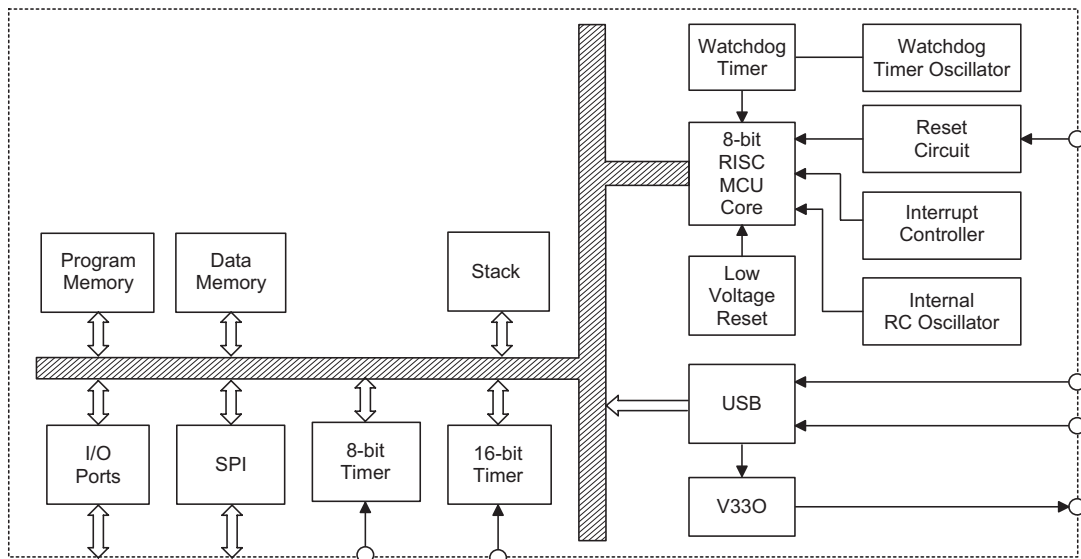 Watchdog
Timer
Watchdog
Timer Oscillator
8-bit
RISC
MCU
Core
Reset
Circuit
Interrupt
Controller
Low
Voltage
Reset
Internal
RC Oscillator
Program
Memory
Data
Memory
Stack
USB
I/O
Ports
SPI
8-bit
Timer
16-bit
Timer
V33O